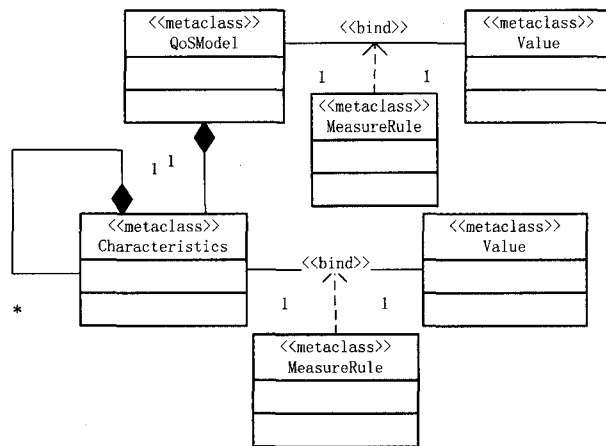 <<metaclass>>
QoSModel
<<bind>>
<<metaclass>>
Value
1
1
<<metaclass>>
MeasureRule
1
1
<<metaclass>>
Characteristics
<<bind>>
<<metaclass>>
Value
*
1
1
<<metaclass>>
MeasureRule